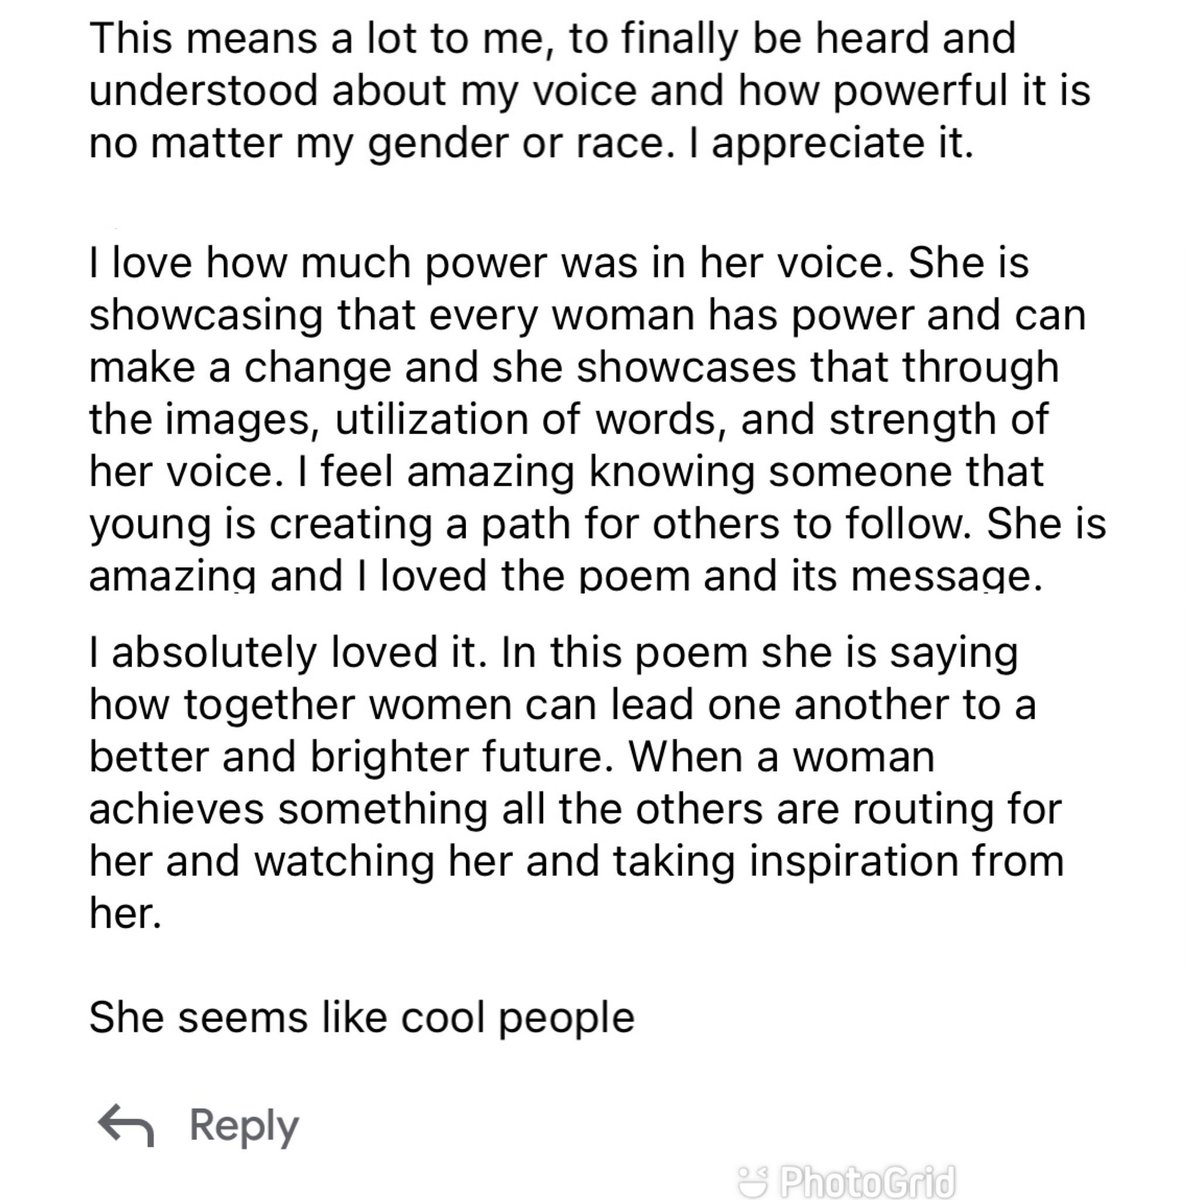 This means a lot to me, to finally be heard and
understood about my voice and how powerful it is
no matter my gender or race. I appreciate it.
I love how much power was in her voice. She is
showcasing that every woman has power and can
make a change and she showcases that through
the images, utilization of words, and strength of
her voice. I feel amazing knowing someone that
young is creating a path for others to follow. She is
amazing and I loved the poem and its message.
I absolutely loved it. In this poem she is saying
how together women can lead one another to a
better and brighter future. When a woman
achieves something all the others are routing for
her and watching her and taking inspiration from
her.
She seems like cool people
Reply
PhotoGrid